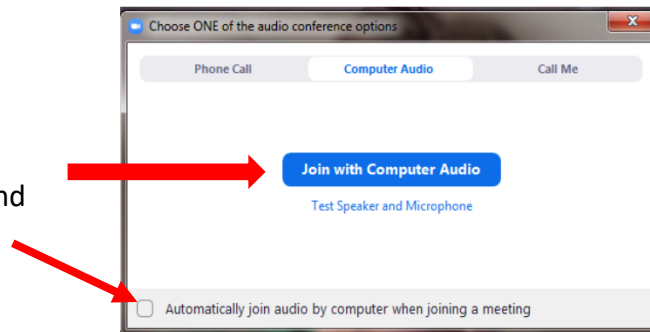 Choose ONE of the audio conference options
Phone Call Computer Audio Call Me
Join with Computer Audio
Test Speaker and Microphone
Automatically join audio by computer when joining a meeting